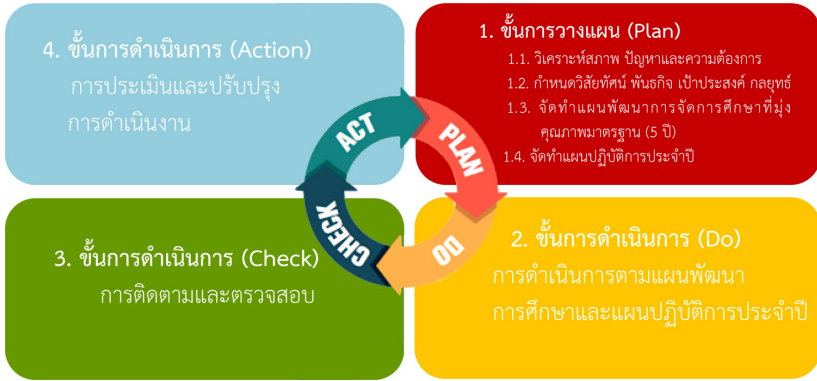 4. ขั้นการดำเนินการ (Action)
การประเมินและปรับปรุง
การดำเนินงาน
1. ขั้นการวางแผน (Plan)
1.1. วิเคราะห์สภาพ ปัญหาและความต้องการ
1.2. กำหนดวิสัยทัศน์ พันธกิจ เป้าประสงค์ กลยุทธ์
1.3. จัดทำแผนพัฒนาการจัดการศึกษาที่มุ่ง
คุณภาพมาตรฐาน (5 ปี)
1.4. จัดทำแผนปฏิบัติการประจำปี
ACT
PLAN
CHECK
DO
3. ขั้นการดำเนินการ (Check)
การติดตามและตรวจสอบ
2. ขั้นการดำเนินการ (Do)
การดำเนินการตามแผนพัฒนา
การศึกษาและแผนปฏิบัติการประจำปี